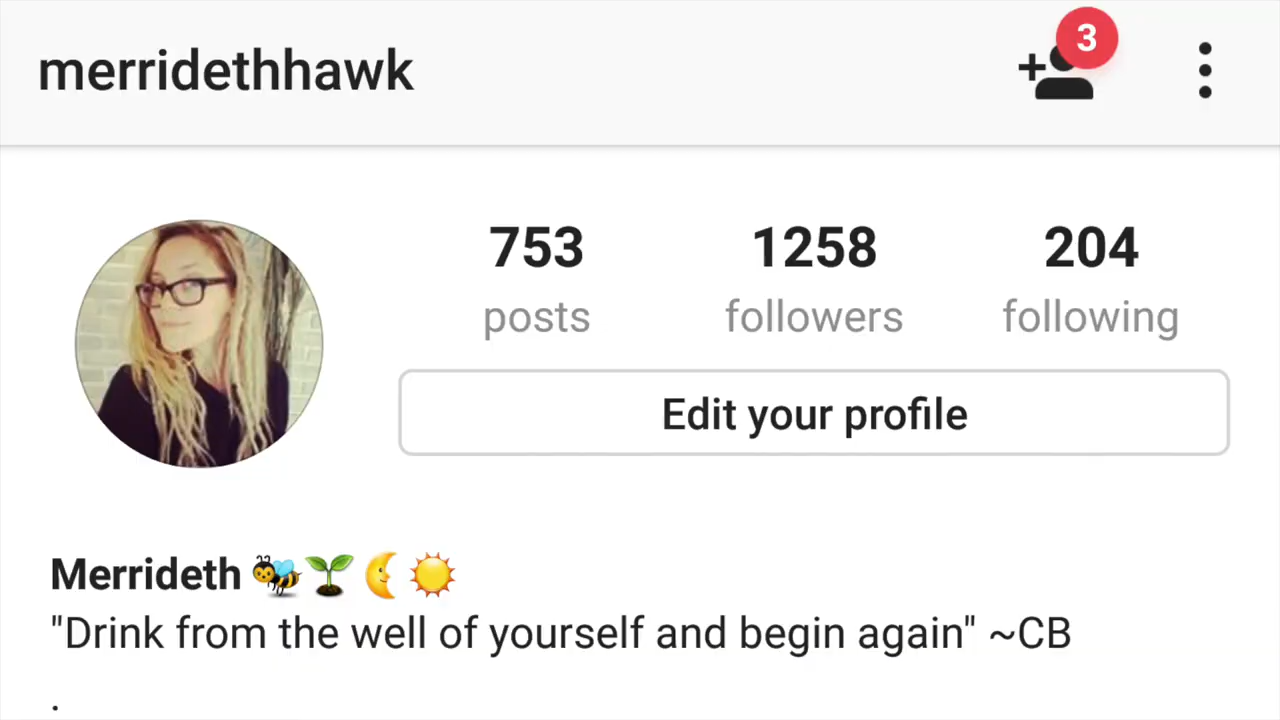 merridethhawk
3
753 1258 204
posts followers following
Edit your profile
Merrideth 🐝🌱🌜☀️
"Drink from the well of yourself and begin again" ~CB
.